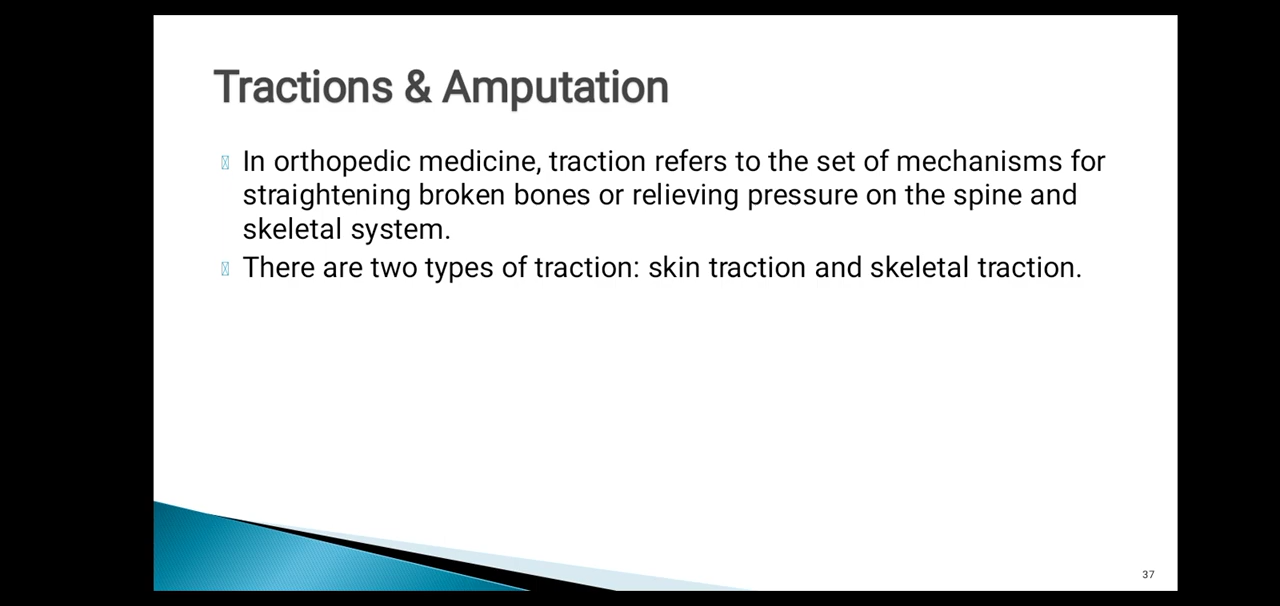 Tractions & Amputation
In orthopedic medicine, traction refers to the set of mechanisms for
straightening broken bones or relieving pressure on the spine and
skeletal system.
There are two types of traction: skin traction and skeletal traction.
37